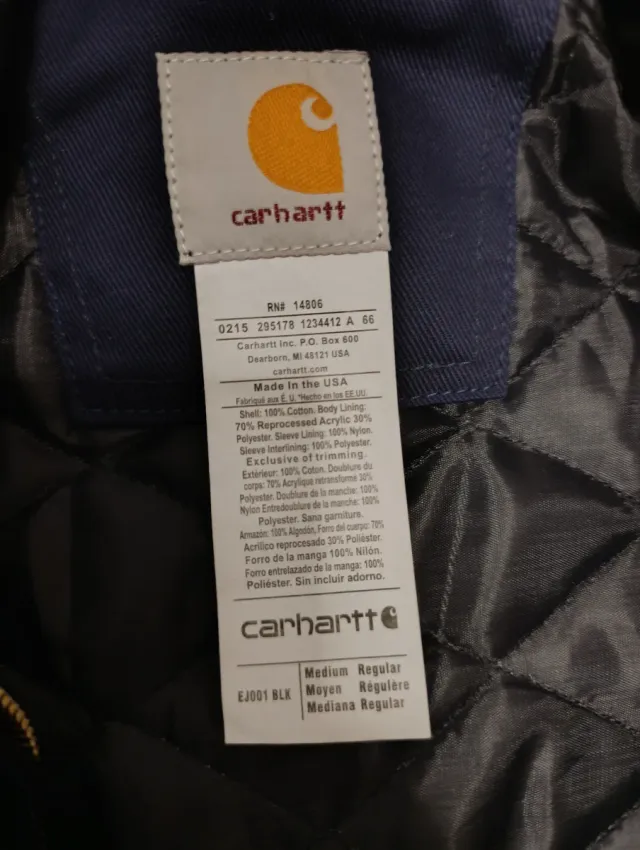 carhartt
RN# 14806
0215 295178 1234412 A 66
Carhartt Inc. P.O. Box 600
Dearborn, MI 48121 USA
carhartt.com
Made In the USA
Fabriqué aux É. U. *Hecho en los EE UU.
Shell: 100% Cotton. Body Lining:
70% Reprocessed Acrylic 30%
Polyester. Sleeve Lining: 100% Nylon.
Sleeve Interlining: 100% Polyester.
Exclusive of trimming.
Extérieur: 100% Coton. Doublure du
corps: 70% Acrylique retransformé 30%
Polyester. Doublure de la manche: 100%
Nylon Entredoublure de la manche: 100%
Polyester. Sans garniture.
Armazón: 100% Algodón, Forro del cuerpo: 70%
Acrílico reprocesado 30% Poliéster.
Forro de la manga 100% Nilón.
Forro entrelazado de la manga: 100%
Poliéster. Sin incluir adorno.
carhartt
EJ001 BLK
Medium Regular
Moyen Régulère
Mediana Regular